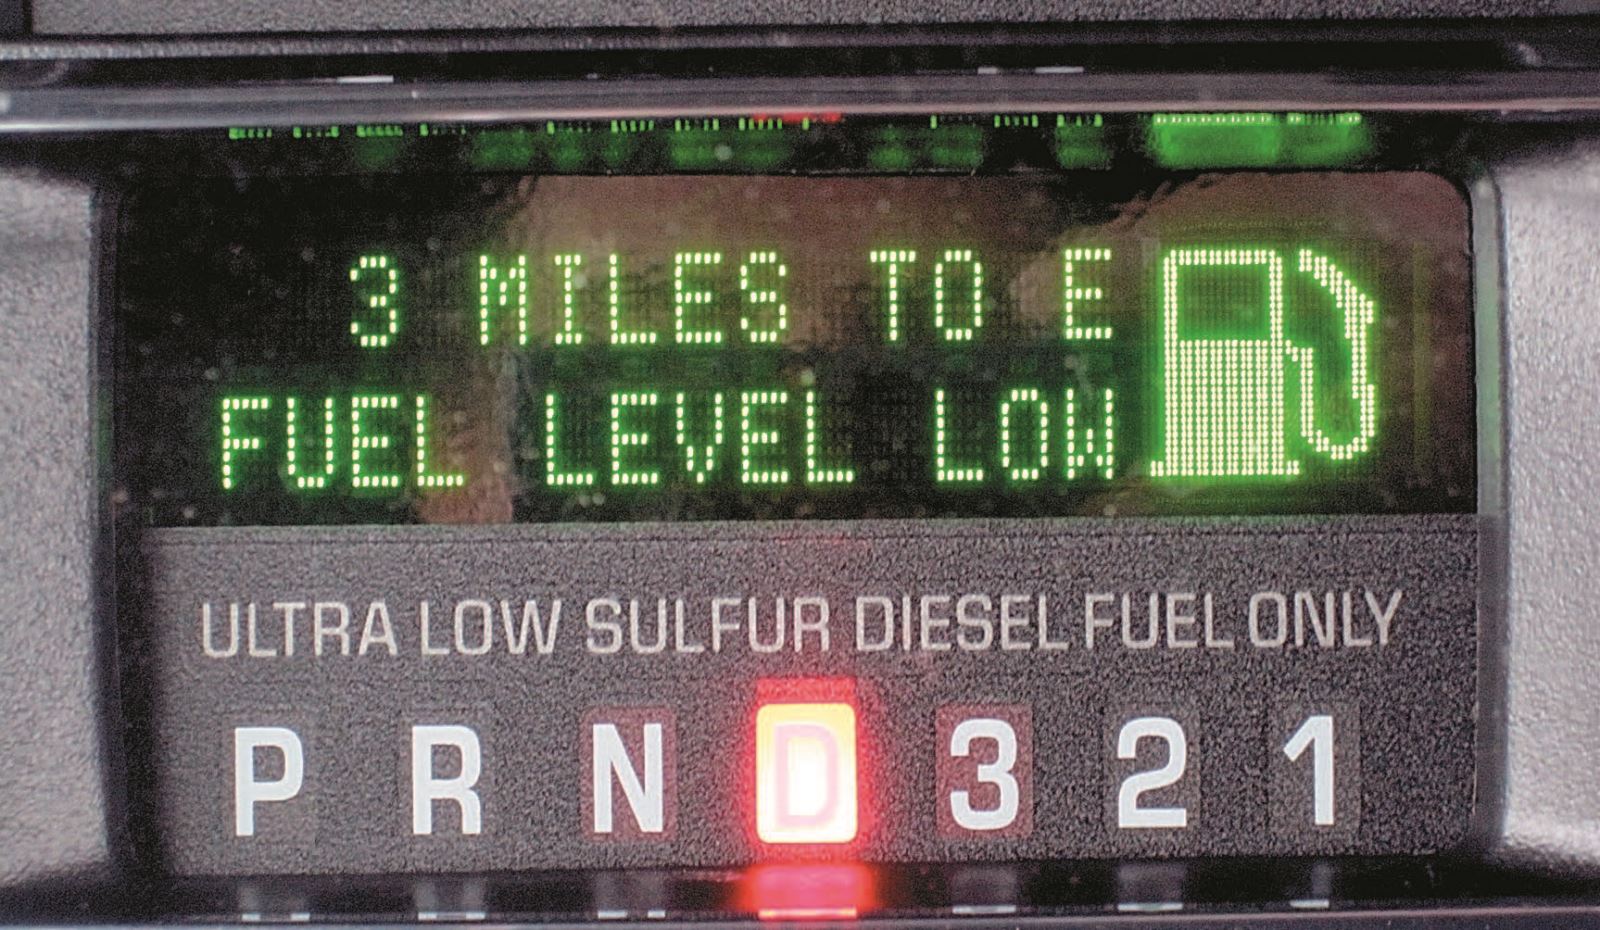 3 MILES TO E
FUEL LEVEL LOW
ULTRA LOW SULFUR DIESEL FUEL ONLY
P R N D 3 2 1